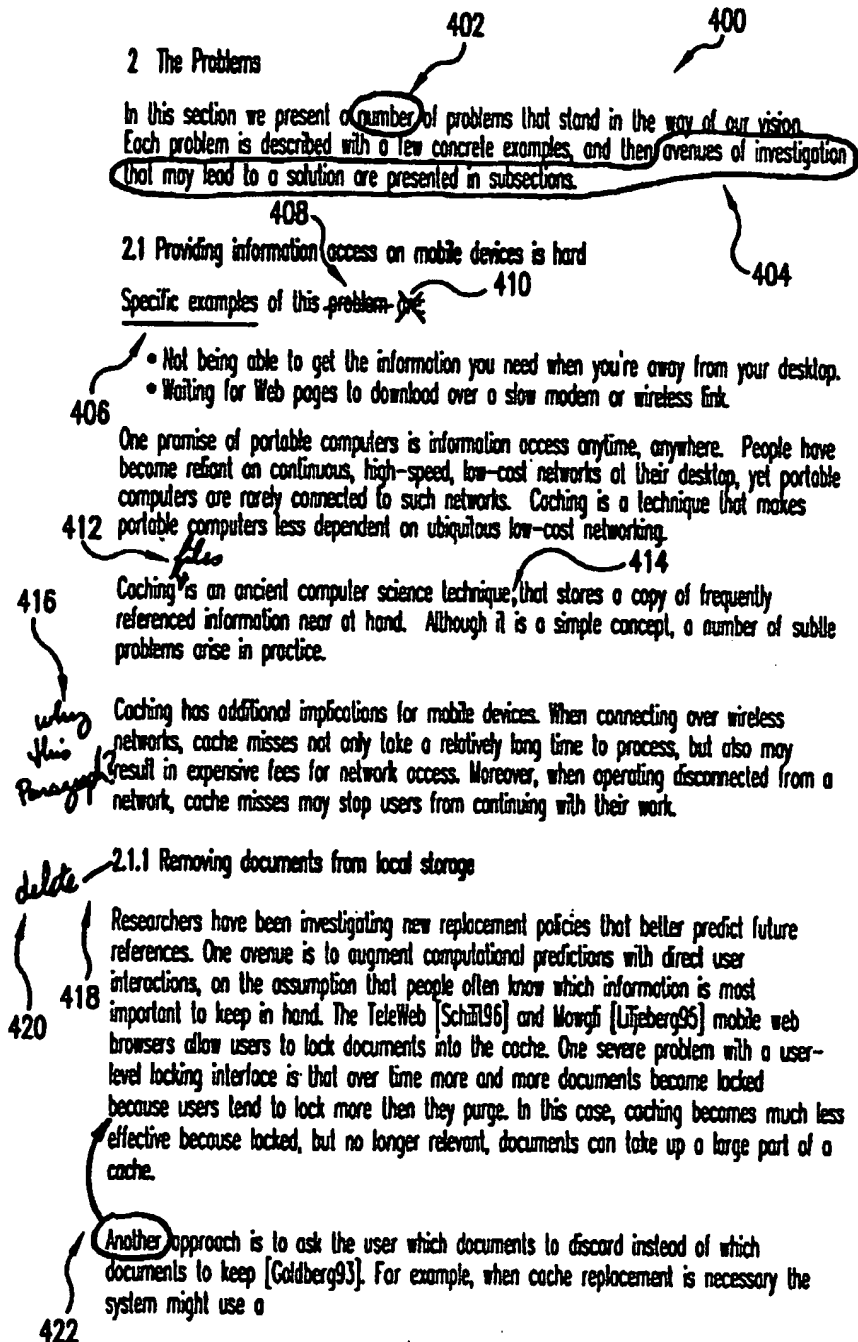 402
400
2 The Problems
In this section we present a number of problems that stand in the way of our vision.
Each problem is described with a few concrete examples, and then avenues of investigation
that may lead to a solution are presented in subsections.
408
404
2.1 Providing information access on mobile devices is hard
410
Specific examples of this problem are:
• Not being able to get the information you need when you're away from your desktop.
• Waiting for Web pages to download over a slow modem or wireless link.
406
One promise of portable computers is information access anytime, anywhere. People have
become reliant on continuous, high-speed, low-cost networks at their desktop, yet portable
computers are rarely connected to such networks. Caching is a technique that makes
portable computers less dependent on ubiquitous low-cost networking.
412
files
414
Caching is an ancient computer science technique, that stores a copy of frequently
referenced information near at hand. Although it is a simple concept, a number of subtle
problems arise in practice.
416
why
this
Paragraph?
Caching has additional implications for mobile devices. When connecting over wireless
networks, cache misses not only take a relatively long time to process, but also may
result in expensive fees for network access. Moreover, when operating disconnected from a
network, cache misses may stop users from continuing with their work.
delete
2.1.1 Removing documents from local storage
420
418
Researchers have been investigating new replacement policies that better predict future
references. One avenue is to augment computational predictions with direct user
interactions, on the assumption that people often know which information is most
important to keep in hand. The TeleWeb [Schilit96] and Mowgli [Liljeberg95] mobile web
browsers allow users to lock documents into the cache. One severe problem with a user-
level locking interface is that over time more and more documents become locked
because users tend to lock more then they purge. In this case, caching becomes much less
effective because locked, but no longer relevant, documents can take up a large part of a
cache.
Another approach is to ask the user which documents to discard instead of which
documents to keep [Goldberg93]. For example, when cache replacement is necessary the
system might use a
422